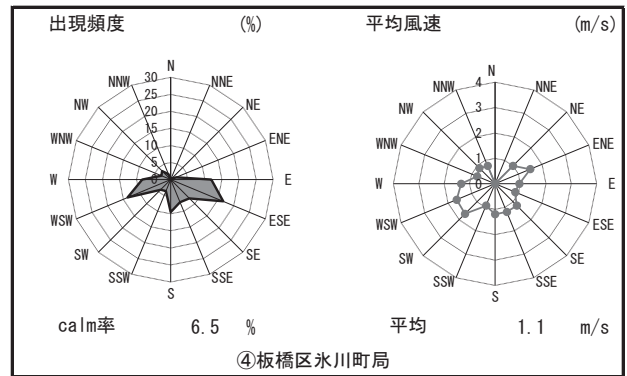 出現頻度 (%) 平均風速 (m/s)
N
NNE
NE
ENE
E
ESE
SE
SSE
S
SSW
SW
WSW
W
WNW
NW
NNW
30
25
20
15
10
5
0
N
NNE
NE
ENE
E
ESE
SE
SSE
S
SSW
SW
WSW
W
WNW
NW
NNW
4
3
2
1
0
calm率 6.5 % 平均 1.1 m/s
④板橋区氷川町局